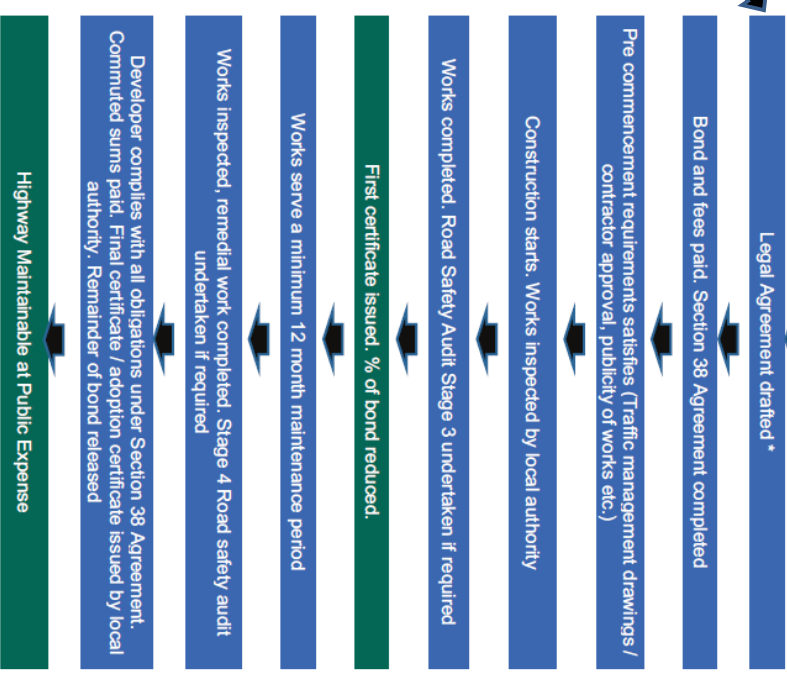 Legal Agreement drafted *
Bond and fees paid. Section 38 Agreement completed
Pre commencement requirements satisfies (Traffic management drawings /
contractor approval, publicity of works etc.)
Construction starts. Works inspected by local authority
Works completed. Road Safety Audit Stage 3 undertaken if required
First certificate issued. % of bond reduced.
Works serve a minimum 12 month maintenance period
Works inspected, remedial work completed. Stage 4 Road safety audit
undertaken if required
Developer complies with all obligations under Section 38 Agreement.
Commuted sums paid. Final certificate / adoption certificate issued by local
authority. Remainder of bond released
Highway Maintainable at Public Expense